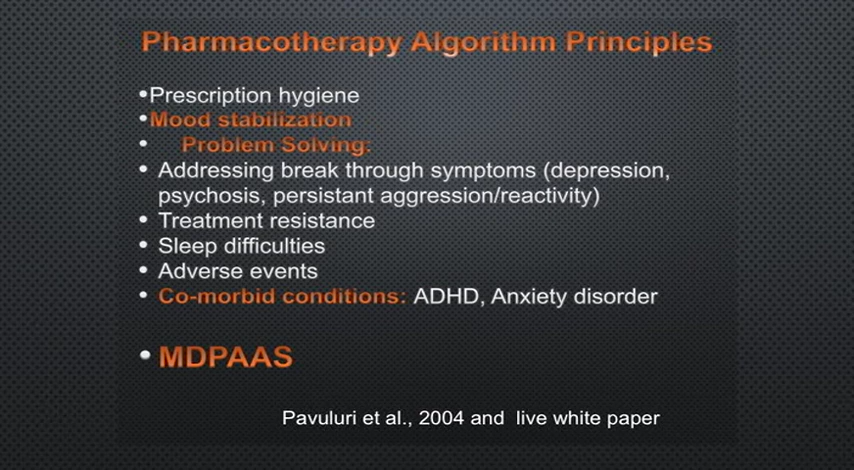 Pharmacotherapy Algorithm Principles
•Prescription hygiene
•Mood stabilization
• Problem Solving:
• Addressing break through symptoms (depression,
psychosis, persistant aggression/reactivity)
• Treatment resistance
• Sleep difficulties
• Adverse events
• Co-morbid conditions: ADHD, Anxiety disorder
• MDPAAS
Pavuluri et al., 2004 and live white paper